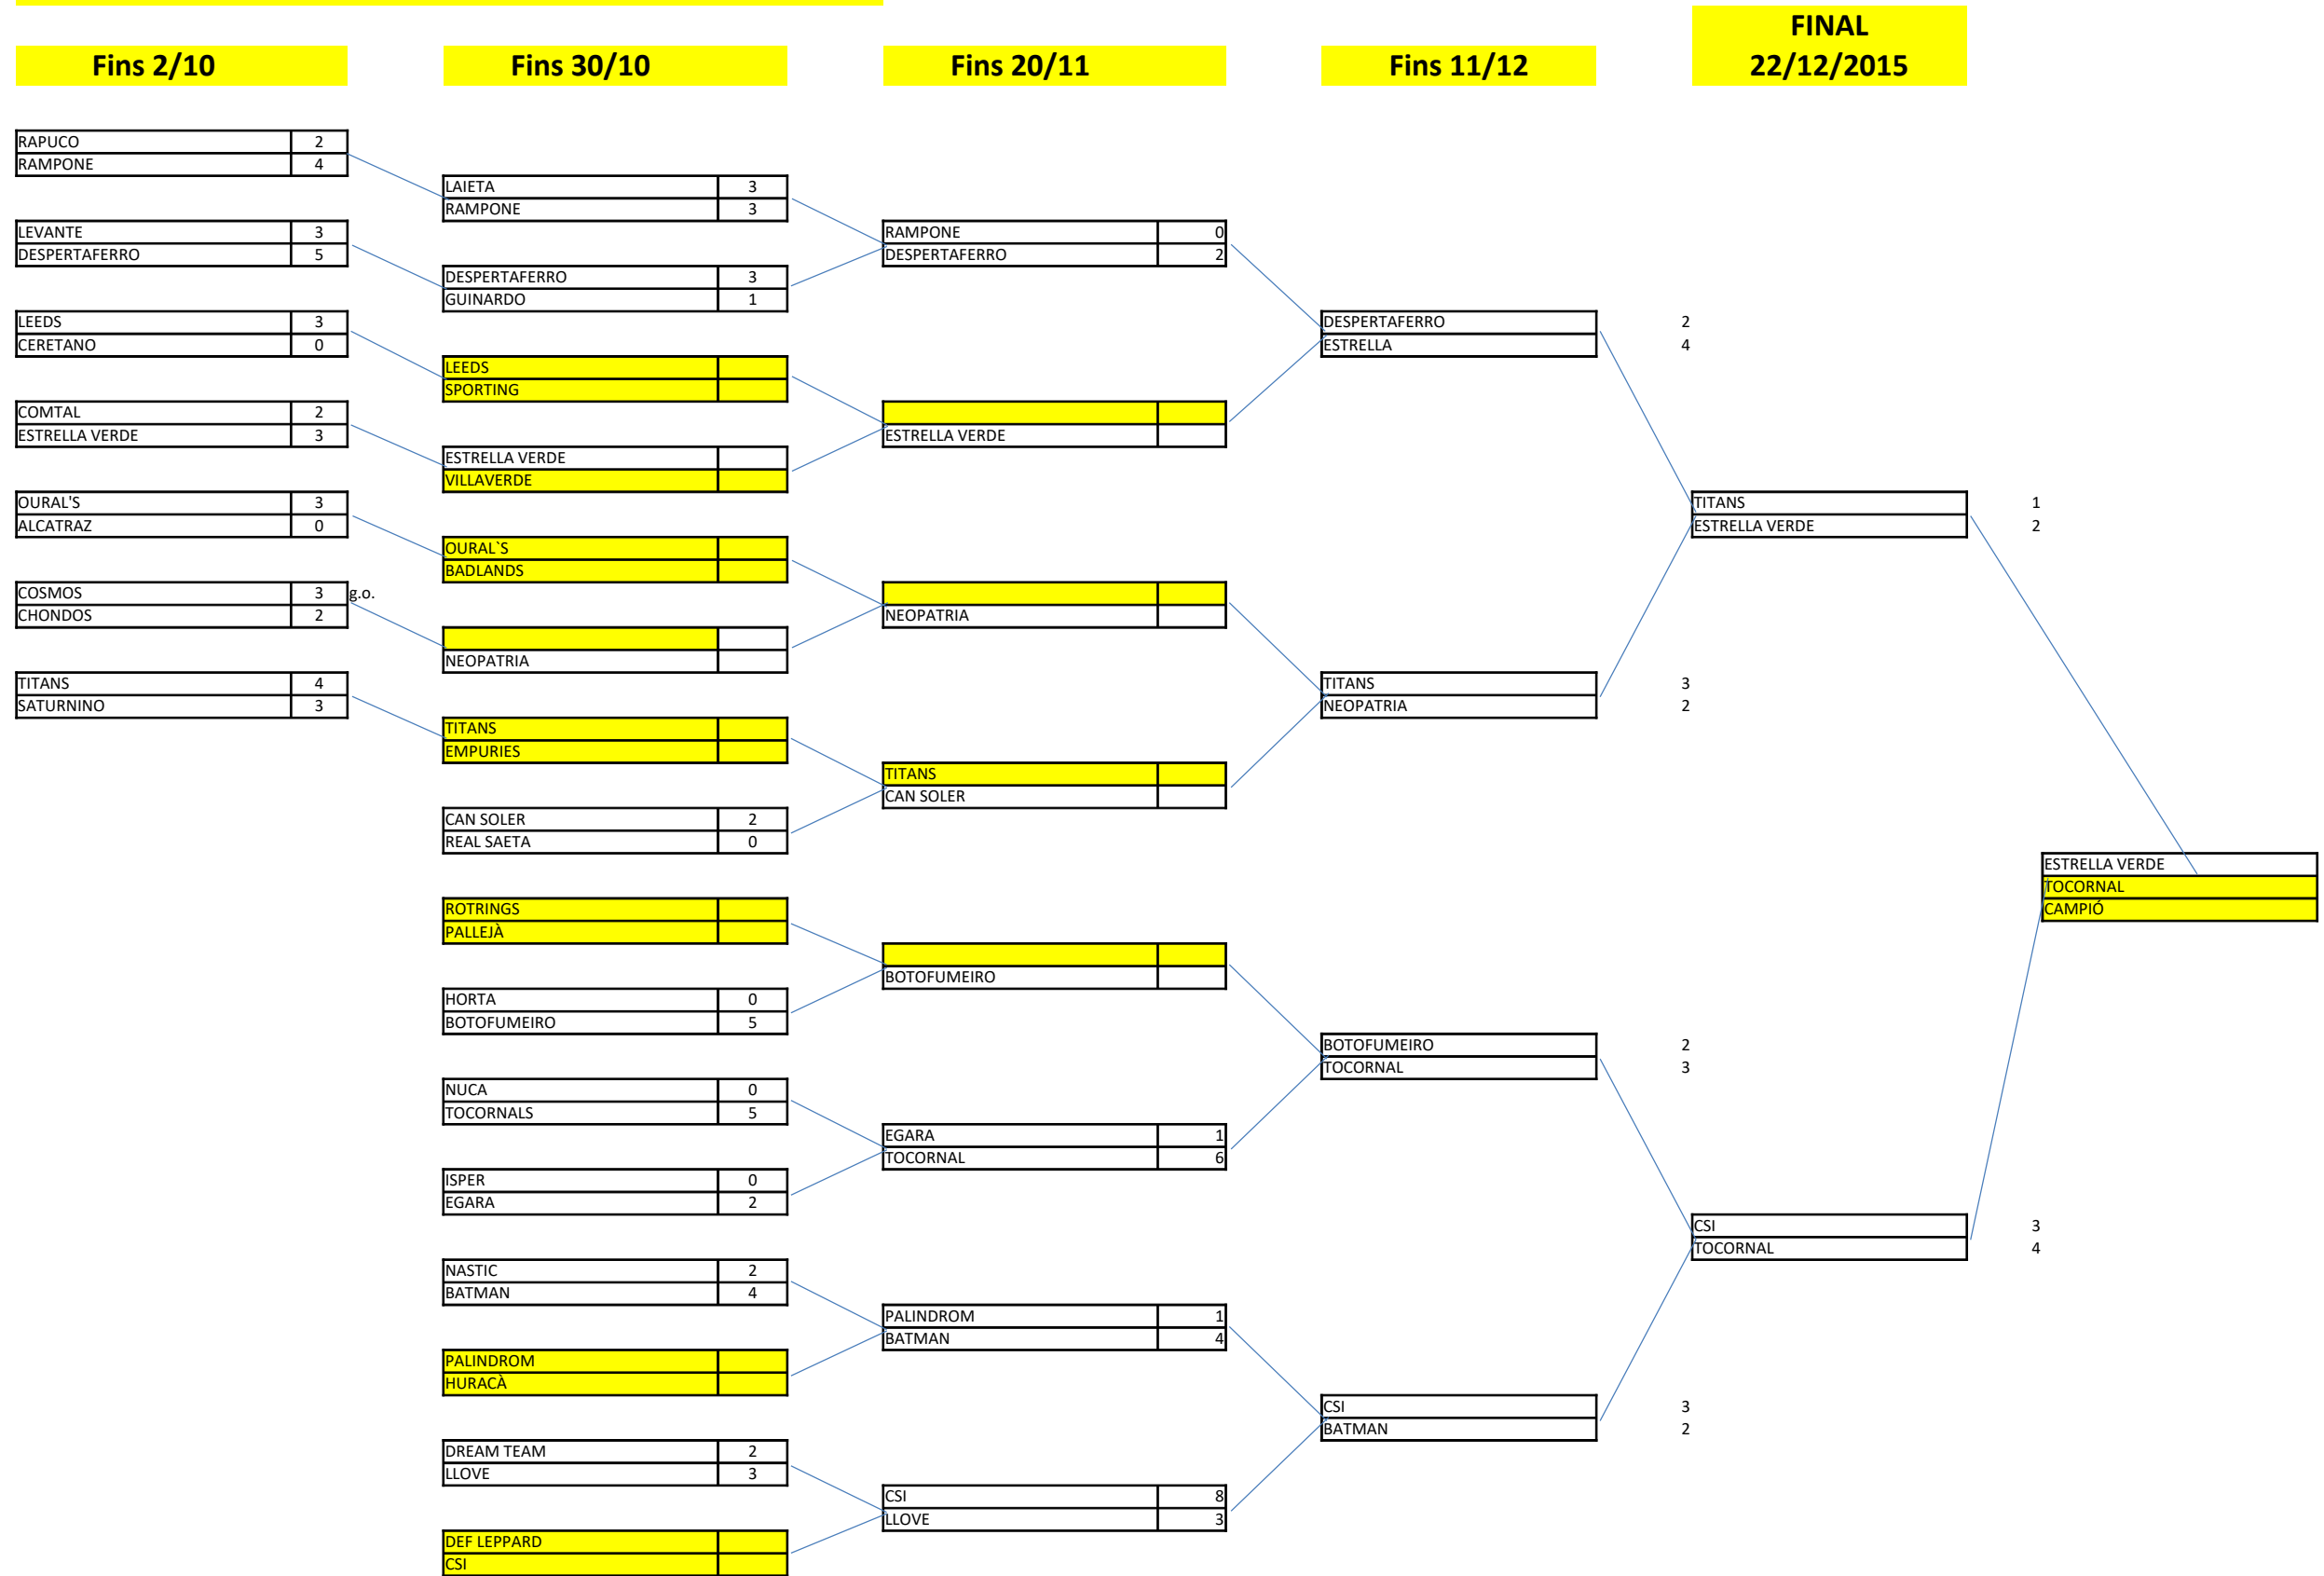 FINAL
Fins 2/10 Fins 30/10 Fins 20/11 Fins 11/12 22/12/2015
RAPUCO 2
RAMPONE 4
LEVANTE 3
DESPERTAFERRO 5
LEEDS 3
CERETANO 0
COMTAL 2
ESTRELLA VERDE 3
OURAL'S 3
ALCATRAZ 0
COSMOS 3 g.o.
CHONDOS 2
TITANS 4
SATURNINO 3
LAIETA 3
RAMPONE 3
DESPERTAFERRO 3
GUINARDO 1
LEEDS
SPORTING
ESTRELLA VERDE
VILLAVERDE
OURAL`S
BADLANDS
NEOPATRIA
TITANS
EMPURIES
CAN SOLER 2
REAL SAETA 0
ROTRINGS
PALLEJÀ
HORTA 0
BOTOFUMEIRO 5
NUCA 0
TOCORNALS 5
ISPER 0
EGARA 2
NASTIC 2
BATMAN 4
PALINDROM
HURACÀ
DREAM TEAM 2
LLOVE 3
DEF LEPPARD
CSI
RAMPONE 0
DESPERTAFERRO 2
ESTRELLA VERDE
NEOPATRIA
TITANS
CAN SOLER
BOTOFUMEIRO
EGARA 1
TOCORNAL 6
PALINDROM 1
BATMAN 4
CSI 8
LLOVE 3
DESPERTAFERRO 2
ESTRELLA 4
TITANS 3
NEOPATRIA 2
BOTOFUMEIRO 2
TOCORNAL 3
CSI 3
BATMAN 2
TITANS 1
ESTRELLA VERDE 2
CSI 3
TOCORNAL 4
ESTRELLA VERDE
TOCORNAL
CAMPIÓ